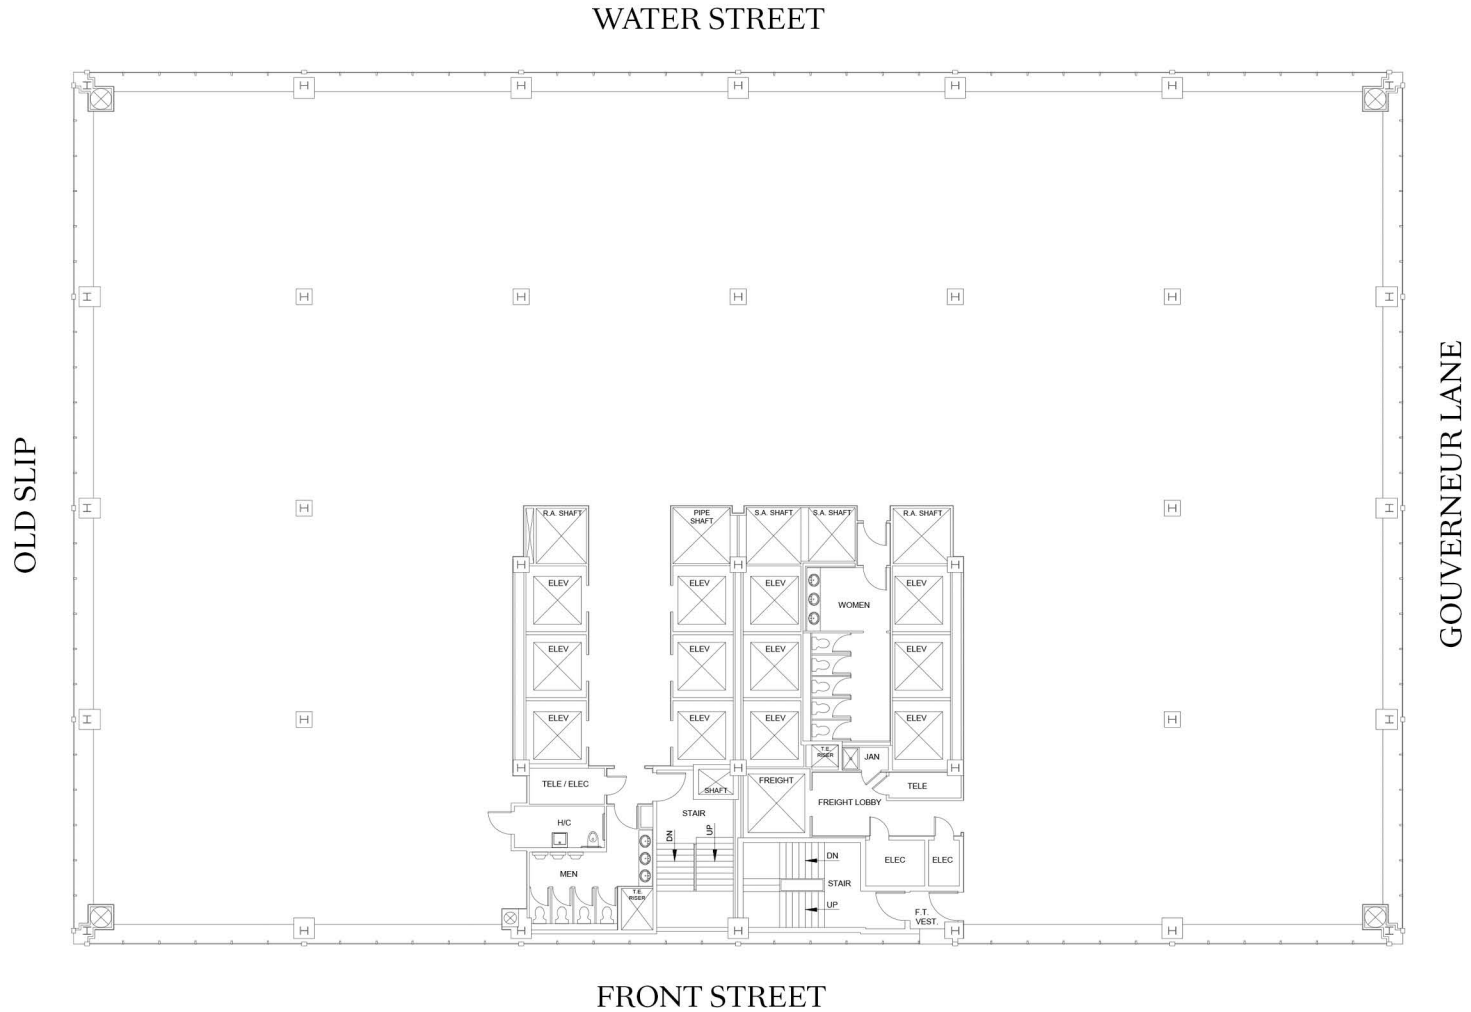 WATER STREET
OLD SLIP
GOUVERNEUR LANE
R.A. SHAFT
PIPE
SHAFT
S.A. SHAFT
S.A. SHAFT
R.A. SHAFT
ELEV
ELEV
ELEV
ELEV
WOMEN
ELEV
ELEV
ELEV
ELEV
ELEV
ELEV
ELEV
ELEV
T.E.
RISER
JAN
TELE / ELEC
SHAFT
FREIGHT
TELE
FREIGHT LOBBY
STAIR
H/C
DN
UP
MEN
DN
ELEC
ELEC
STAIR
T.E.
RISER
UP
F.T.
VEST.
FRONT STREET